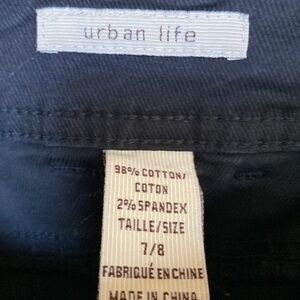 urban life
98% COTTON/
COTON
2% SPANDEX
TAILLE/SIZE
7/8
FABRIQUÉ EN CHINE
MADE IN CHINA